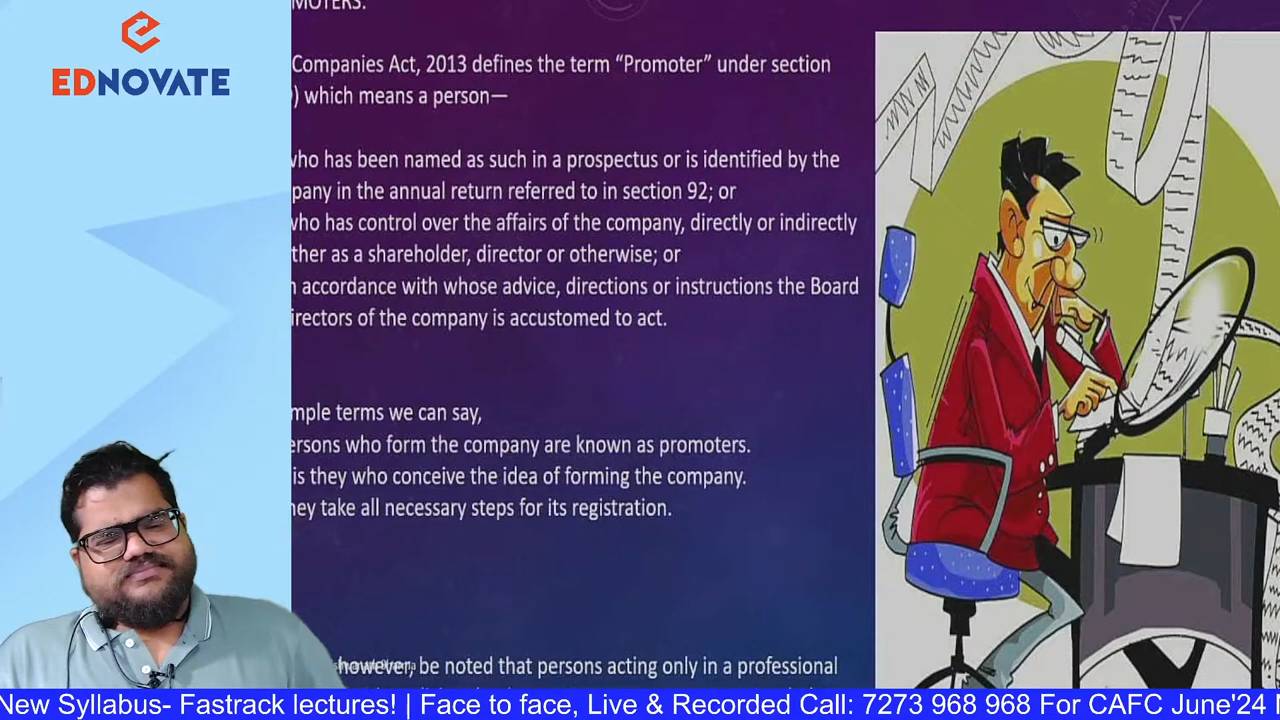 MOTERS.
EDNOVATE
Companies Act, 2013 defines the term “Promoter” under section
) which means a person—
who has been named as such in a prospectus or is identified by the
pany in the annual return referred to in section 92; or
who has control over the affairs of the company, directly or indirectly
ther as a shareholder, director or otherwise; or
n accordance with whose advice, directions or instructions the Board
irectors of the company is accustomed to act.
mple terms we can say,
ersons who form the company are known as promoters.
is they who conceive the idea of forming the company.
hey take all necessary steps for its registration.
however, be noted that persons acting only in a professional
New Syllabus- Fastrack lectures! | Face to face, Live & Recorded Call: 7273 968 968 For CAFC June'24